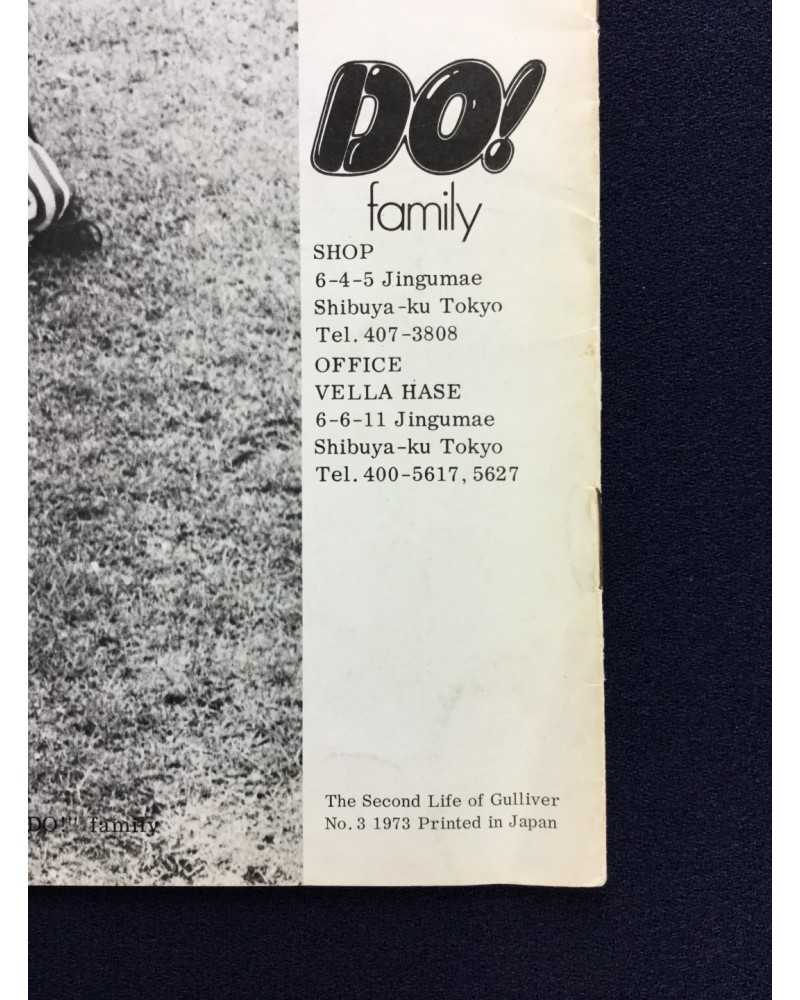 DO!
family
SHOP
6-4-5 Jingumae
Shibuya-ku Tokyo
Tel. 407-3808
OFFICE
VELLA HASE
6-6-11 Jingumae
Shibuya-ku Tokyo
Tel. 400-5617, 5627
The Second Life of Gulliver
No. 3 1973 Printed in Japan
DO!" family